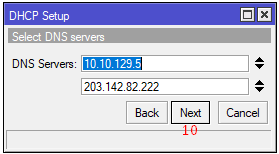 DHCP Setup
Select DNS servers
DNS Servers: 10.10.129.5
203.142.82.222
Back Next Cancel
10